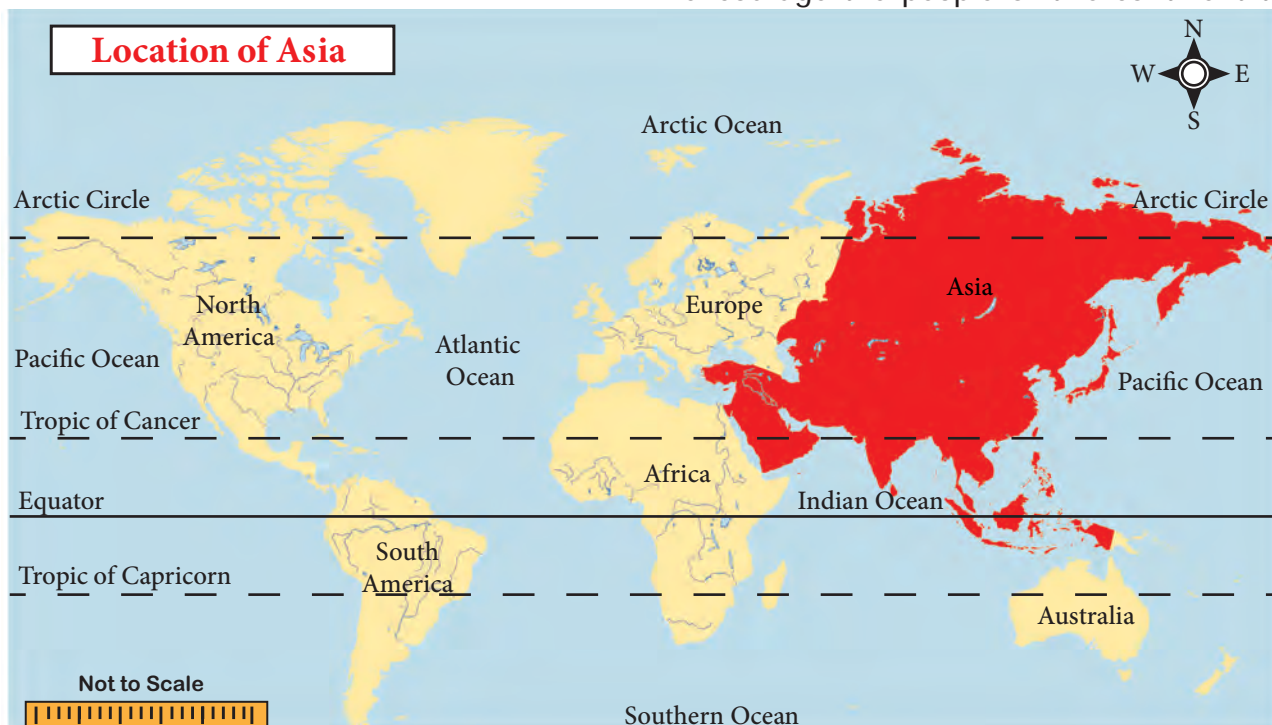 Location of Asia
N
W
E
S
Arctic Ocean
Arctic Circle
Arctic Circle
North
America
Europe
Asia
Pacific Ocean
Atlantic
Ocean
Pacific Ocean
Tropic of Cancer
Africa
Equator
Indian Ocean
South
America
Tropic of Capricorn
Australia
Not to Scale
Southern Ocean